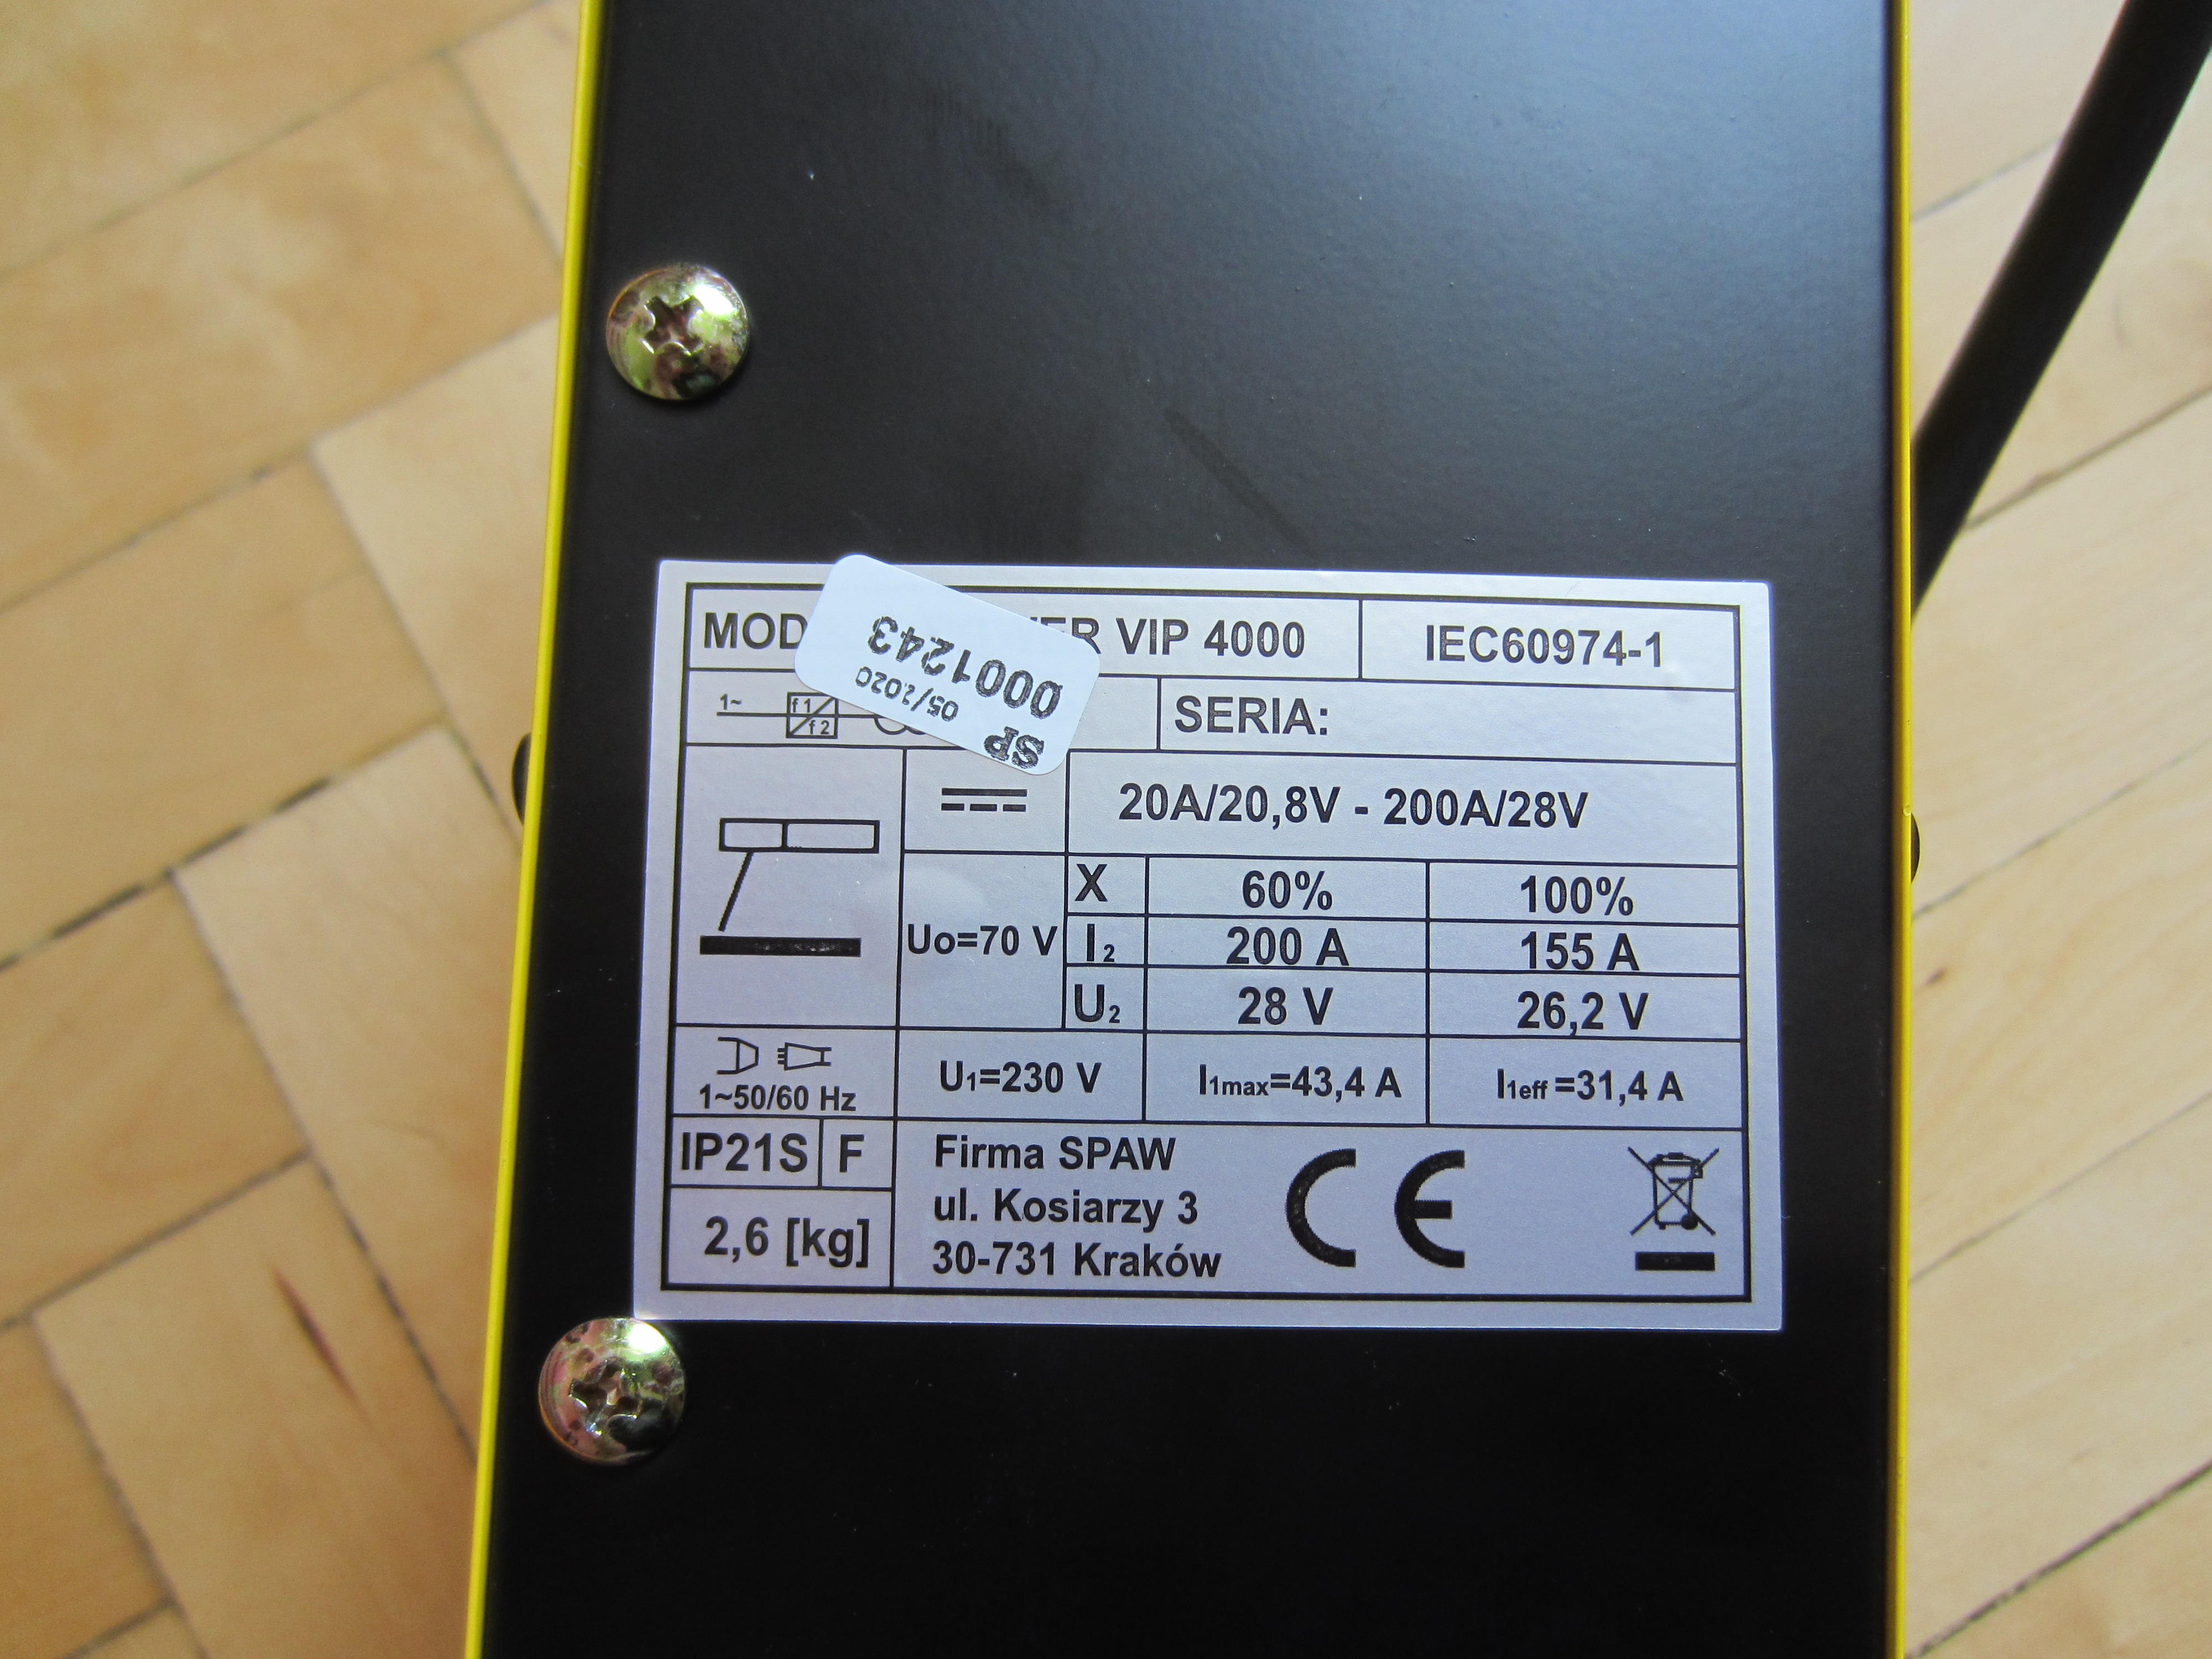 MOD
VIP 4000
IEC60974-1
SP
05/2020
0001243
1~
f1
f2
SERIA:
20A/20,8V - 200A/28V
Uo=70 V
X 60% 100%
I2 200 A 155 A
U2 28 V 26,2 V
1~50/60 Hz
U1=230 V
I1max=43,4 A
I1eff=31,4 A
IP21S F
2,6 [kg]
Firma SPAW
ul. Kosiarzy 3
30-731 Kraków
CE